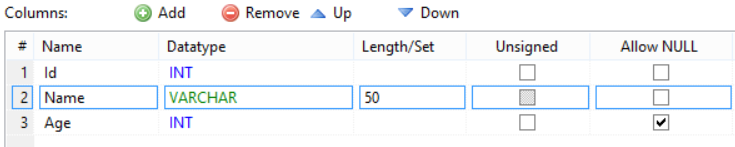 Columns: Add Remove Up Down
# Name Datatype Length/Set Unsigned Allow NULL
1 Id INT
2 Name VARCHAR 50
3 Age INT